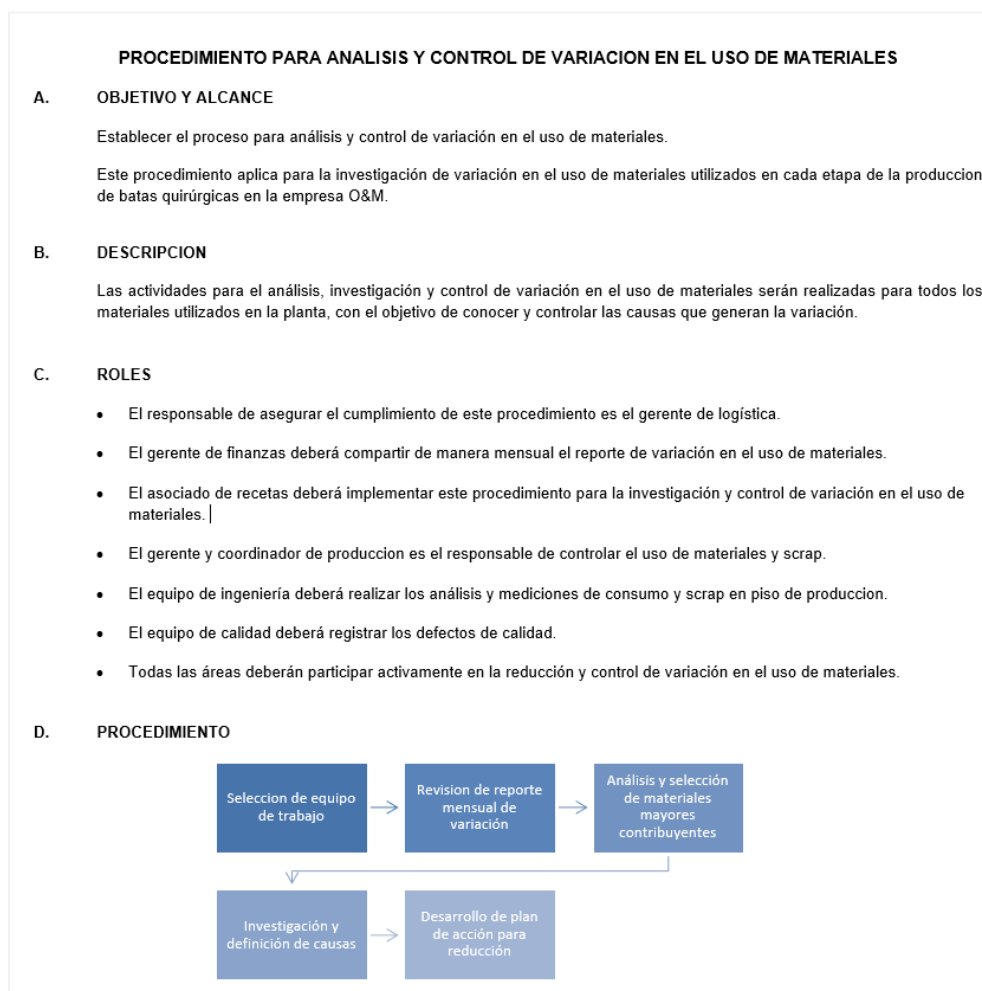 PROCEDIMIENTO PARA ANALISIS Y CONTROL DE VARIACION EN EL USO DE MATERIALES
A. OBJETIVO Y ALCANCE
Establecer el proceso para análisis y control de variación en el uso de materiales.
Este procedimiento aplica para la investigación de variación en el uso de materiales utilizados en cada etapa de la produccion
de batas quirúrgicas en la empresa O&M.
B. DESCRIPCION
Las actividades para el análisis, investigación y control de variación en el uso de materiales serán realizadas para todos los
materiales utilizados en la planta, con el objetivo de conocer y controlar las causas que generan la variación.
C. ROLES
• El responsable de asegurar el cumplimiento de este procedimiento es el gerente de logística.
• El gerente de finanzas deberá compartir de manera mensual el reporte de variación en el uso de materiales.
• El asociado de recetas deberá implementar este procedimiento para la investigación y control de variación en el uso de
materiales.
• El gerente y coordinador de produccion es el responsable de controlar el uso de materiales y scrap.
• El equipo de ingeniería deberá realizar los análisis y mediciones de consumo y scrap en piso de produccion.
• El equipo de calidad deberá registrar los defectos de calidad.
• Todas las áreas deberán participar activamente en la reducción y control de variación en el uso de materiales.
D. PROCEDIMIENTO
Seleccion de equipo
de trabajo
Revision de reporte
mensual de
variación
Análisis y selección
de materiales
mayores
contribuyentes
Investigación y
definición de causas
Desarrollo de plan
de acción para
reducción